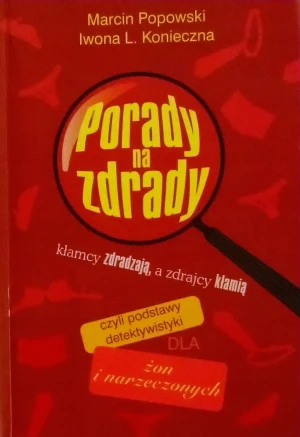 Marcin Popowski
Iwona L. Konieczna
Porady
na
zdrady
kłamcy zdradzają, a zdrajcy kłamią
czyli podstawy
detektywistyki
DLA
żon
i narzeczonych